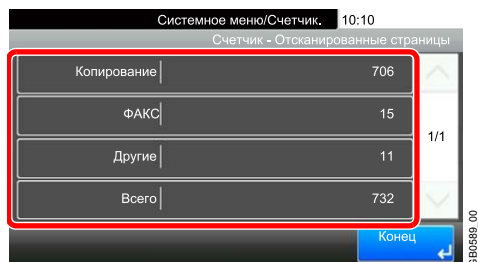 Системное меню/Счетчик. 10:10
Счетчик - Отсканированные страницы
Копирование 706
ФАКС 15
1/1
Другие 11
Всего 732
Конец
GB0589_00